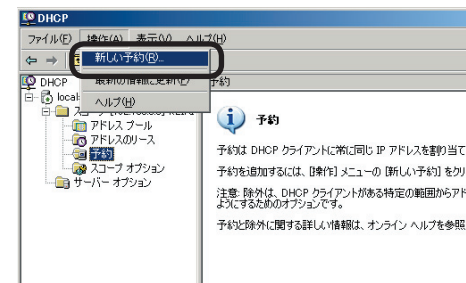 DHCP
ファイル(F) 操作(A) 表示(V) ヘルプ(H)
新しい予約(R)...
最新の情報に更新(F)
ヘルプ(H)
DHCP
local
アドレス プール
アドレスのリース
予約
スコープ オプション
サーバー オプション
予約
予約
予約は DHCP クライアントに常に同じ IP アドレスを割り当て
予約を追加するには、[操作] メニューの [新しい予約] をクリ
注意: 除外は、DHCP クライアントがある特定の範囲からアド
ようにするためのオプションです。
予約と除外に関する詳しい情報は、オンライン ヘルプを参照